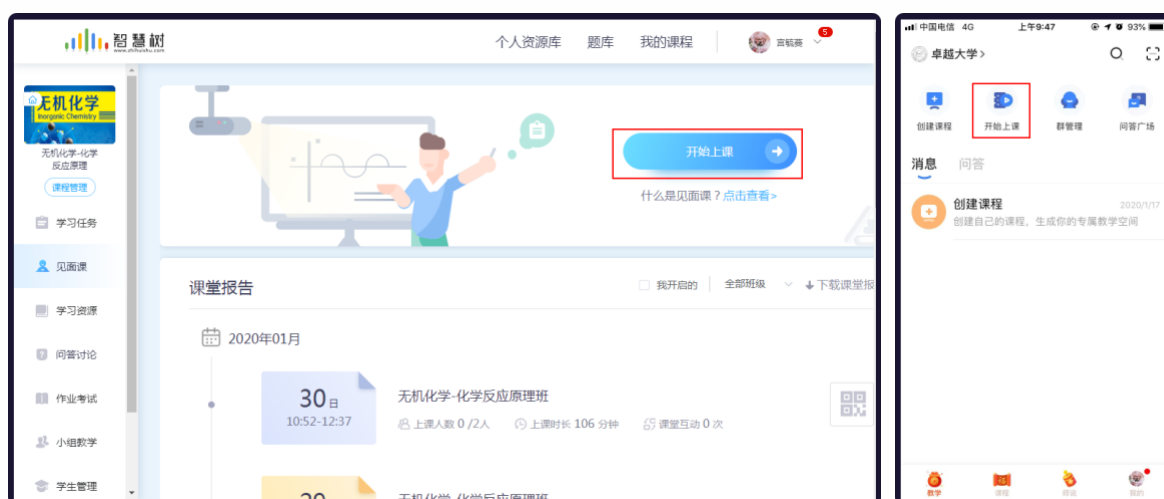 智慧树
www.zhihuishu.com
个人资源库 题库 我的课程
宫毓蔓
5
无机化学
Inorganic Chemistry
无机化学-化学
反应原理
课程管理
学习任务
见面课
学习资源
问答讨论
作业考试
小组教学
学生管理
开始上课
什么是见面课？点击查看>
课堂报告
我开启的 全部班级 下载课堂报
2020年01月
30日
10:52-12:37
无机化学-化学反应原理班
上课人数 0 /2人 上课时长 106 分钟 课堂互动 0 次
29
无机化学-化学反应原理班
中国电信 4G 上午9:47 93%
卓越大学>
创建课程 开始上课 群管理 问答广场
消息 问答
创建课程 2020/1/17
创建自己的课程，生成你的专属教学空间
教学 课程 师说 我的